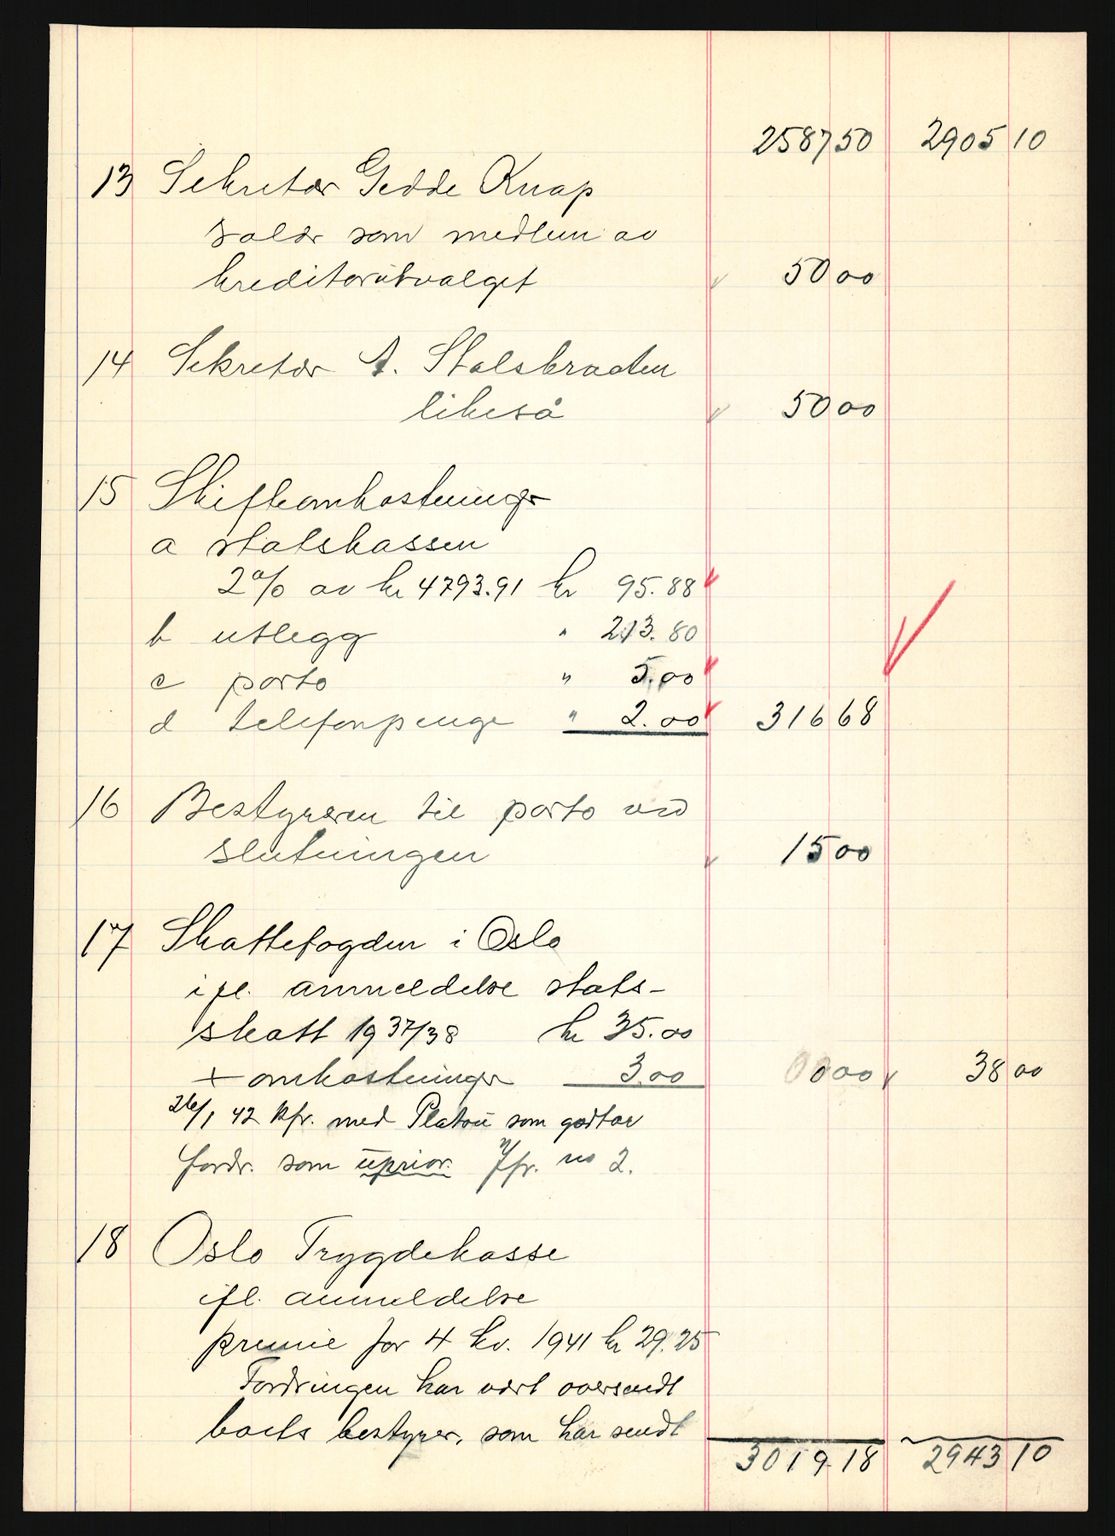 2587 50 2905 10
13 Sekretær Gedde Knap
salær som medlem av
kreditorutvalget 50 00
14 Sekretær A. Stalsbraaten
likeså 50 00
15 Skifteomkostninger
a statskassen
2% av kr 4793.91 kr 95.88
b utlegg " 213.80
c porto " 5.00
d telefonpenger " 2.00 316 68
16 Bestyreren til porto ved
slutningen 15 00
17 Skattefogden i Oslo
ifl. anmeldelse stats-
skatt 1937/38 kr 35.00
+ omkostninger 3.00 00 00 38 00
26/1 42 kfr. med Platou som godtar
fordr. som uprior. jfr. no 2.
18 Oslo Trygdekasse
ifl. anmeldelse
premie for 4 kv. 1941 kr 29.25
Fordringen har vært oversendt
boets bestyrer, som har sendt
3019.18 2943 10